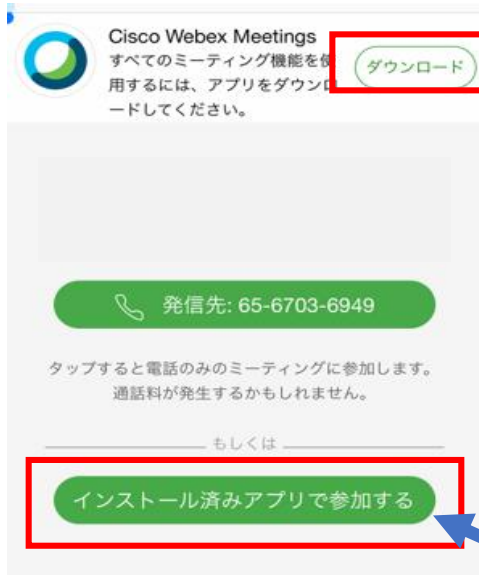 Cisco Webex Meetings
すべてのミーティング機能を使
用するには、アプリをダウンロ
ードしてください。
ダウンロード
発信先: 65-6703-6949
タップすると電話のみのミーティングに参加します。
通話料が発生するかもしれません。
もしくは
インストール済みアプリで参加する